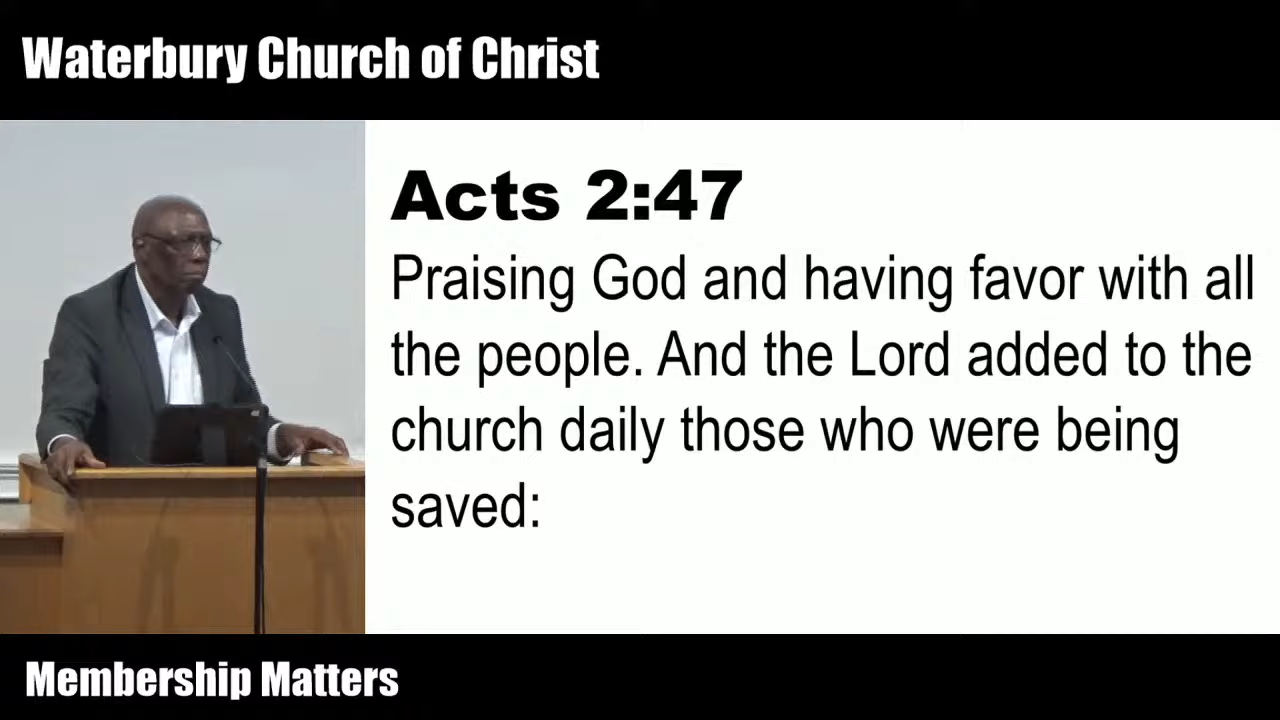 Waterbury Church of Christ
Acts 2:47
Praising God and having favor with all
the people. And the Lord added to the
church daily those who were being
saved:
Membership Matters